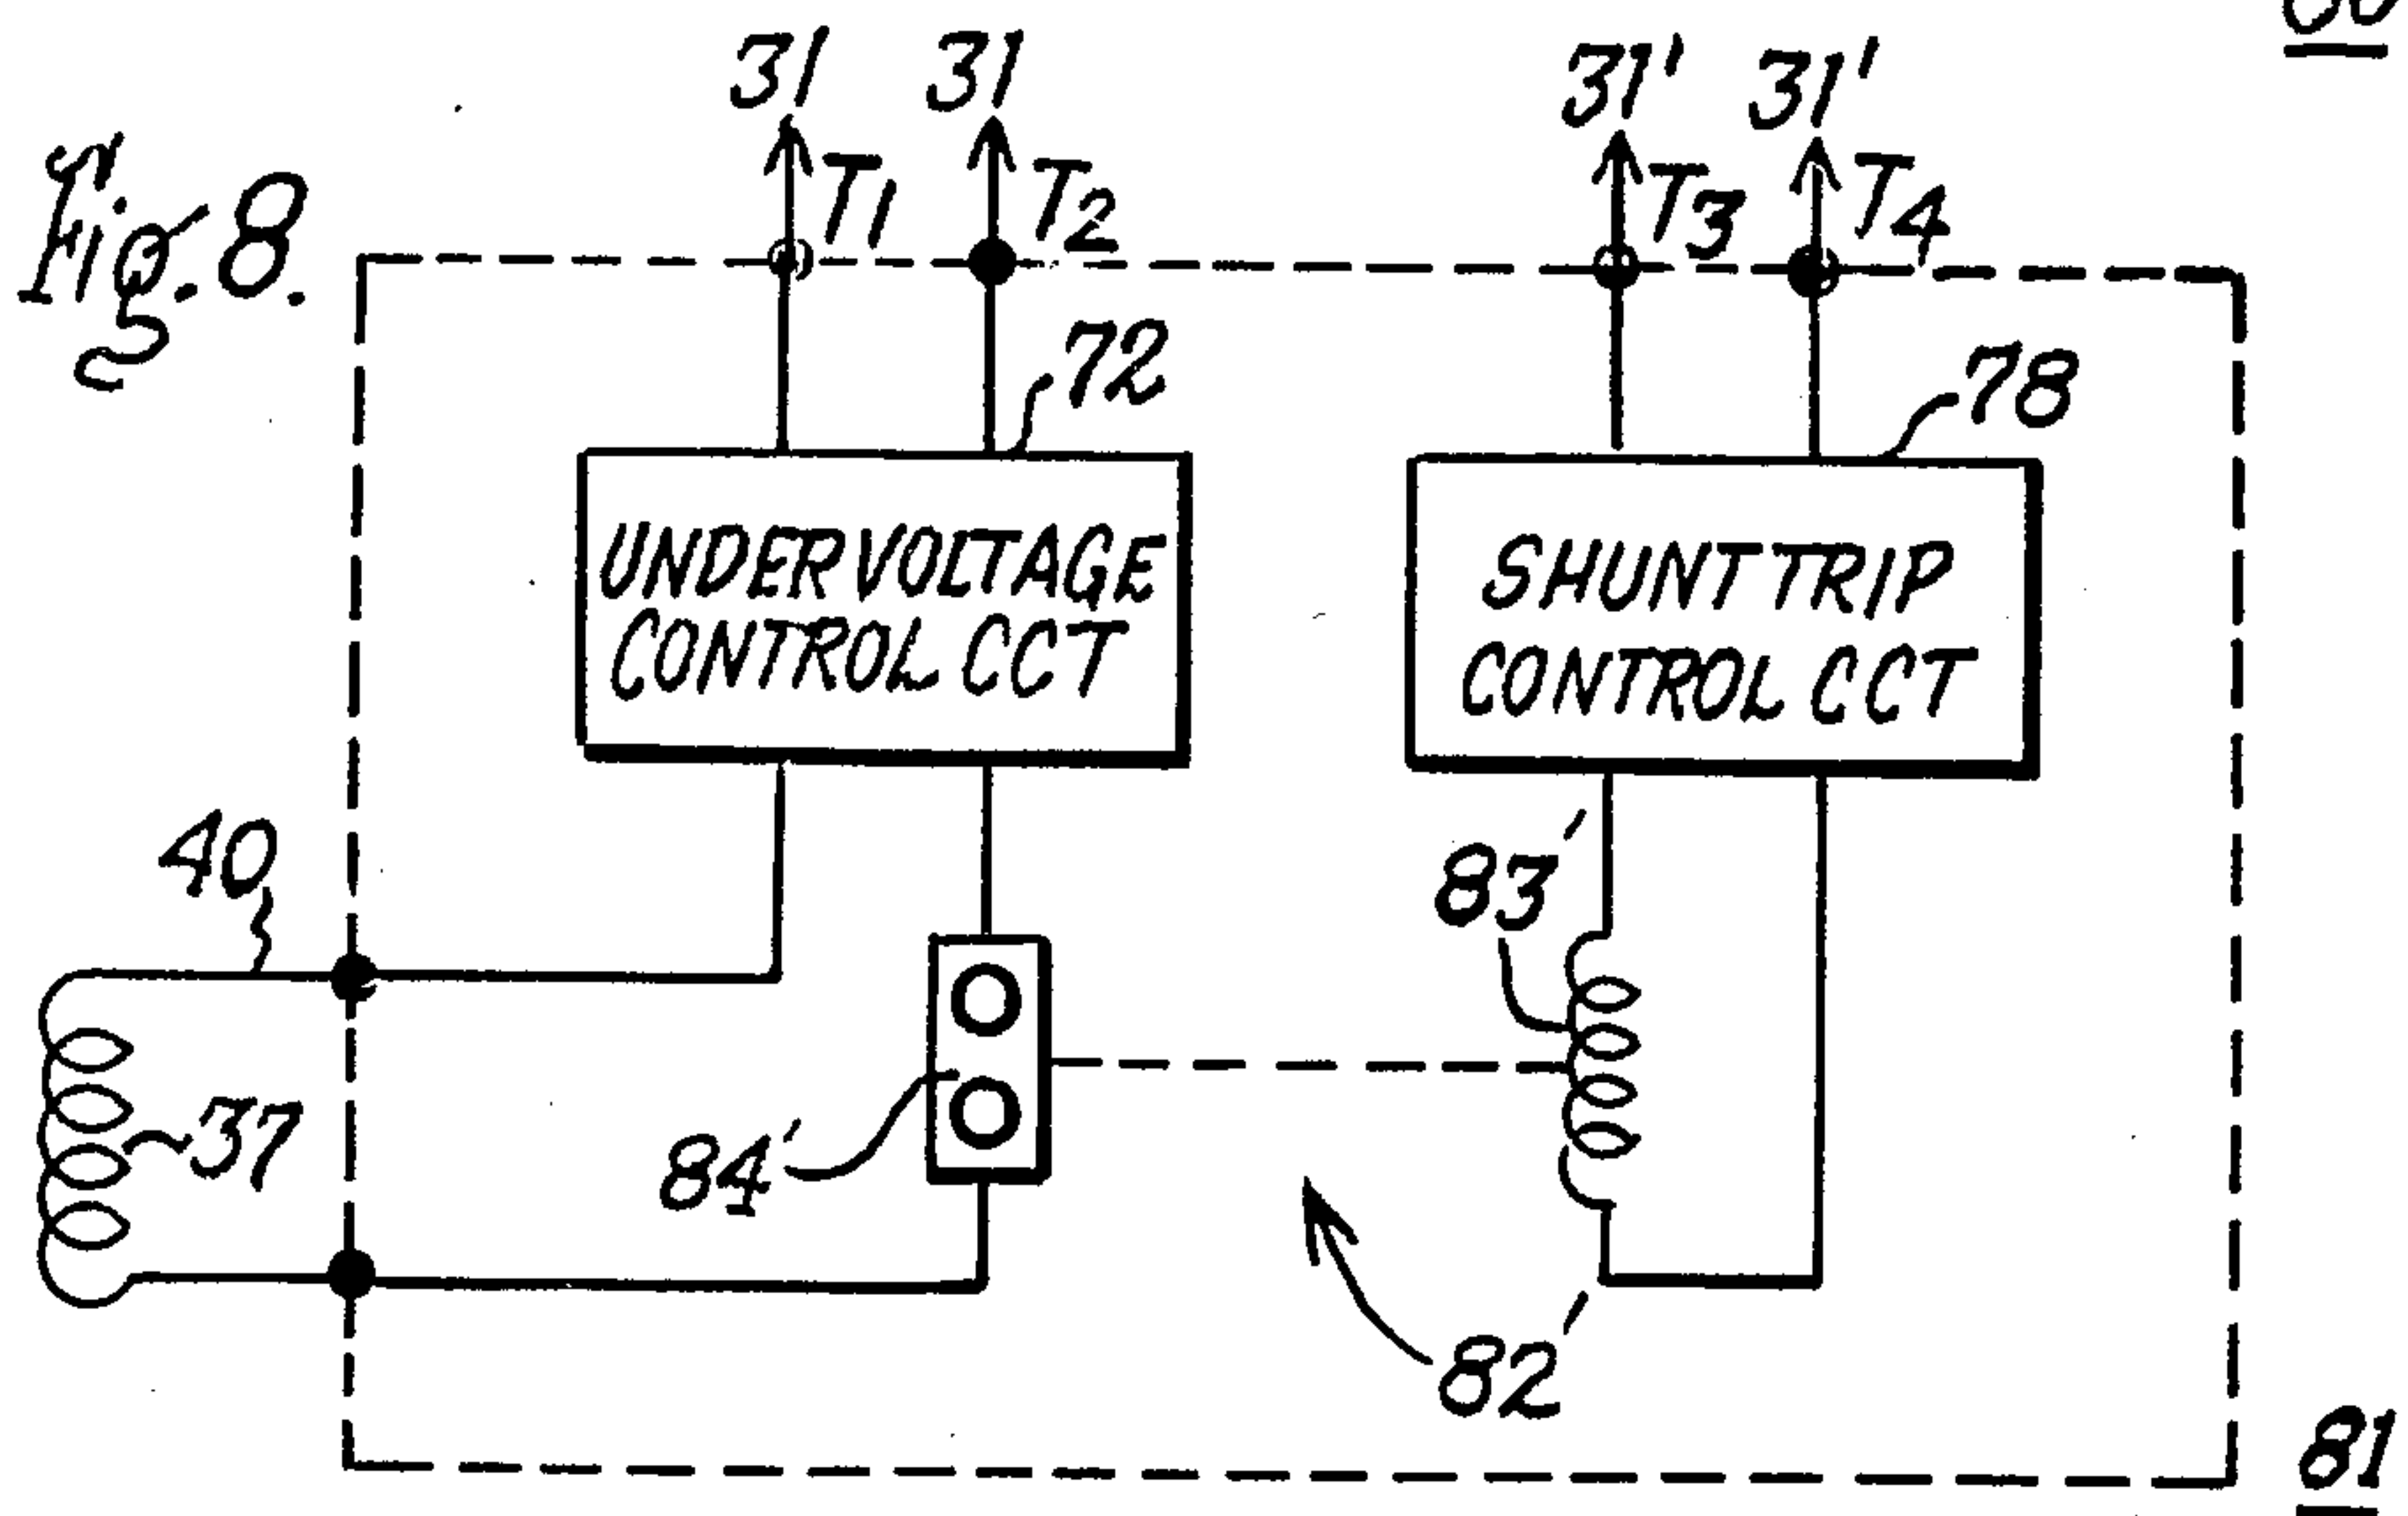 Fig. 8.
31 31 31' 31'
T1 T2 T3 T4
72
78
UNDERVOLTAGE
CONTROL CCT
SHUNT TRIP
CONTROL CCT
40
83'
37
84'
82'
81